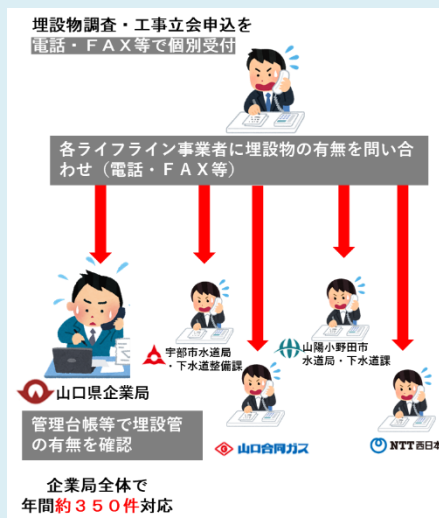 埋設物調査・工事立会申込を
電話・ＦＡＸ等で個別受付
各ライフライン事業者に埋設物の有無を問い合
わせ（電話・ＦＡＸ等）
宇部市水道局
・下水道整備課
山陽小野田市
水道局・下水道課
山口県企業局
山口合同ガス
NTT西日本
管理台帳等で埋設管
の有無を確認
企業局全体で
年間約３５０件対応